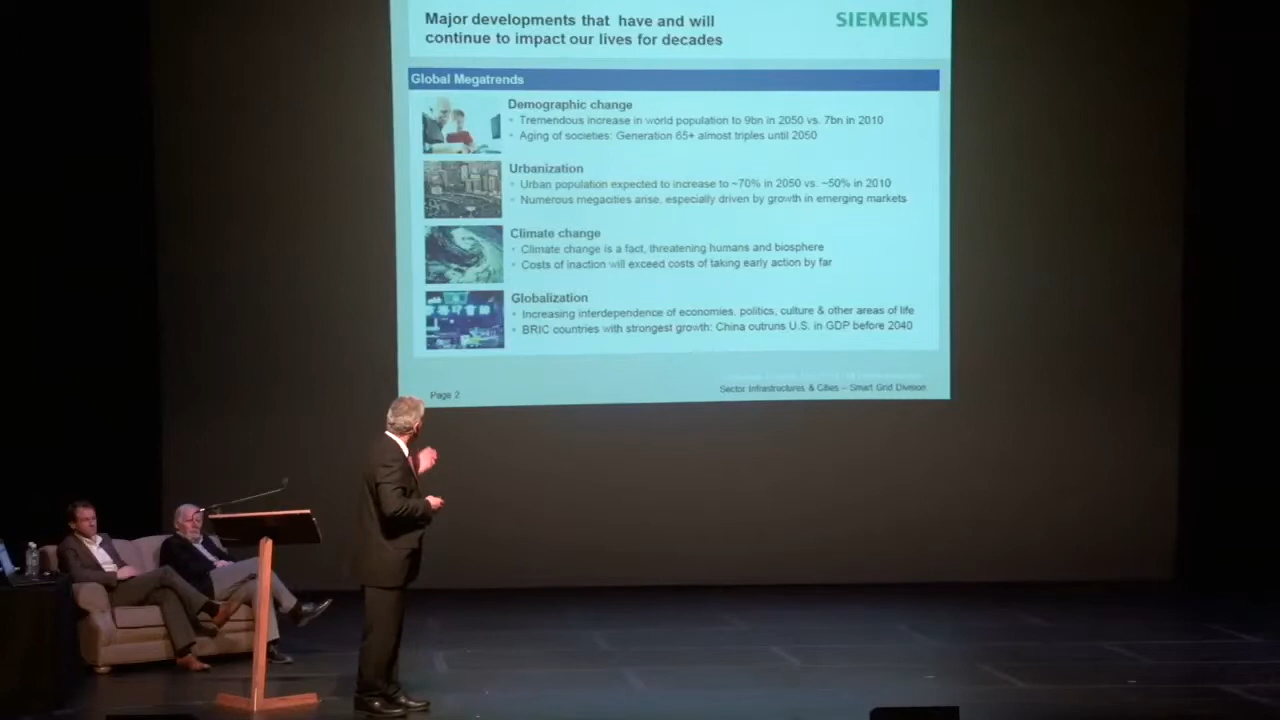 Major developments that have and will
continue to impact our lives for decades
SIEMENS
Global Megatrends
Demographic change
Tremendous increase in world population to 9bn in 2050 vs. 7bn in 2010
Aging of societies: Generation 65+ almost triples until 2050
Urbanization
Urban population expected to increase to ~70% in 2050 vs. ~50% in 2010
Numerous megacities arise, especially driven by growth in emerging markets
Climate change
Climate change is a fact, threatening humans and biosphere
Costs of inaction will exceed costs of taking early action by far
Globalization
Increasing interdependence of economies, politics, culture & other areas of life
BRIC countries with strongest growth: China outruns U.S. in GDP before 2040
Page 2
Sector Infrastructures & Cities – Smart Grid Division